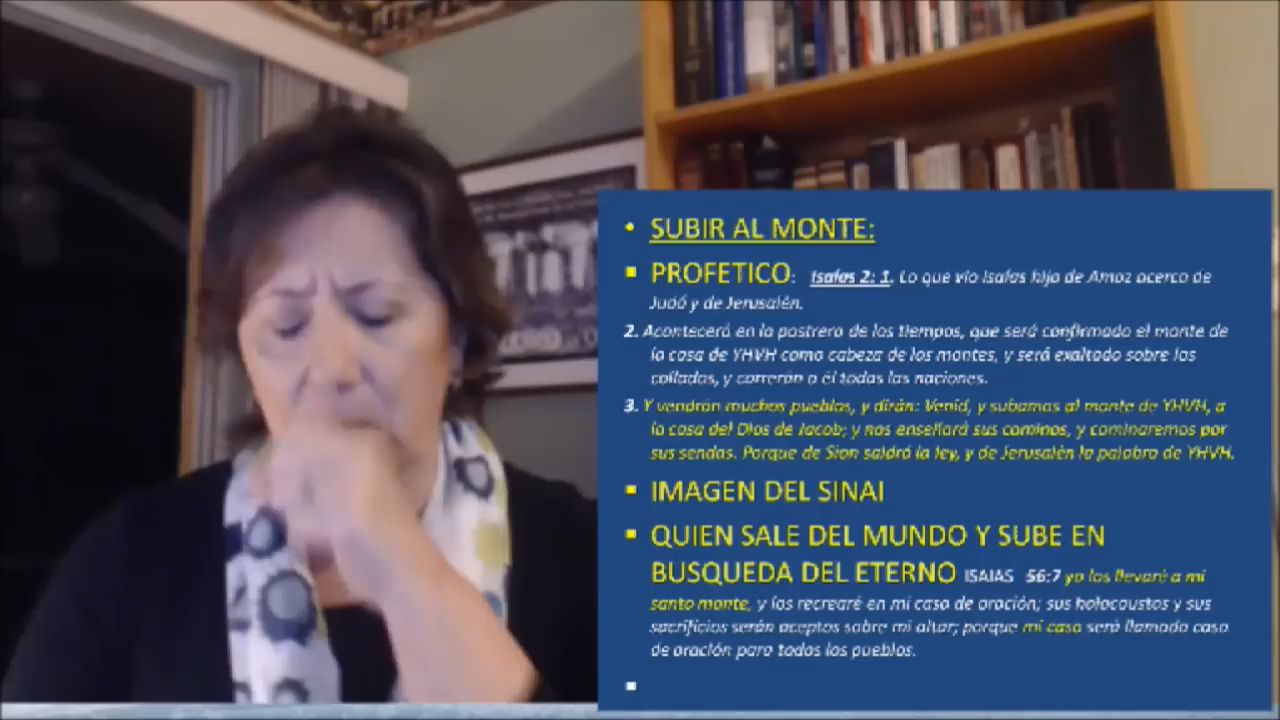 SUBIR AL MONTE:
PROFETICO: Isaías 2: 1. Lo que vio Isaías hijo de Amoz acerca de
Judá y de Jerusalén.
2. Acontecerá en lo postrero de los tiempos, que será confirmado el monte de
la casa de YHVH como cabeza de los montes, y será exaltado sobre los
collados, y correrán a él todas las naciones.
3. Y vendrán muchos pueblos, y dirán: Venid, y subamos al monte de YHVH, a
la casa del Dios de Jacob; y nos enseñará sus caminos, y caminaremos por
sus sendas. Porque de Sion saldrá la ley, y de Jerusalén la palabra de YHVH.
IMAGEN DEL SINAI
QUIEN SALE DEL MUNDO Y SUBE EN
BUSQUEDA DEL ETERNO ISAIAS 56:7 yo los llevaré a mi
santo monte, y los recrearé en mi casa de oración; sus holocaustos y sus
sacrificios serán aceptos sobre mi altar; porque mi casa será llamada casa
de oración para todos los pueblos.